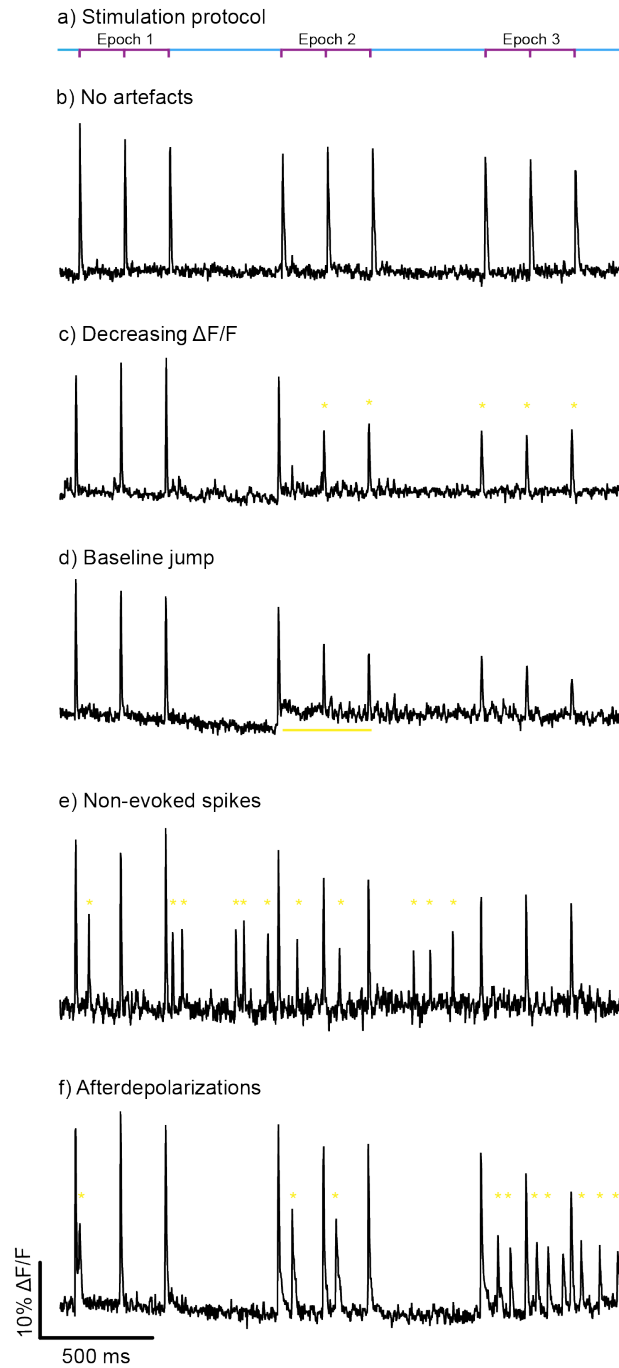 a) Stimulation protocol
Epoch 1 Epoch 2 Epoch 3
b) No artefacts
c) Decreasing ΔF/F
d) Baseline jump
e) Non-evoked spikes
f) Afterdepolarizations
10% ΔF/F
500 ms